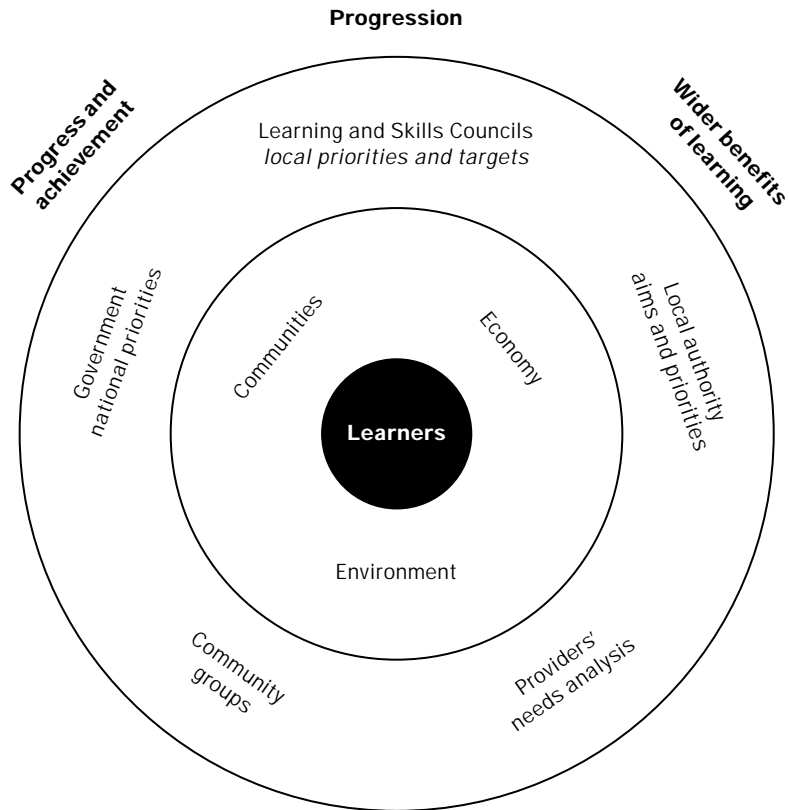 Progression
Progress and
achievement
Wider benefits
of learning
Learning and Skills Councils
local priorities and targets
Government
national priorities
Local authority
aims and priorities
Communities
Economy
Learners
Environment
Community
groups
Providers’
needs analysis